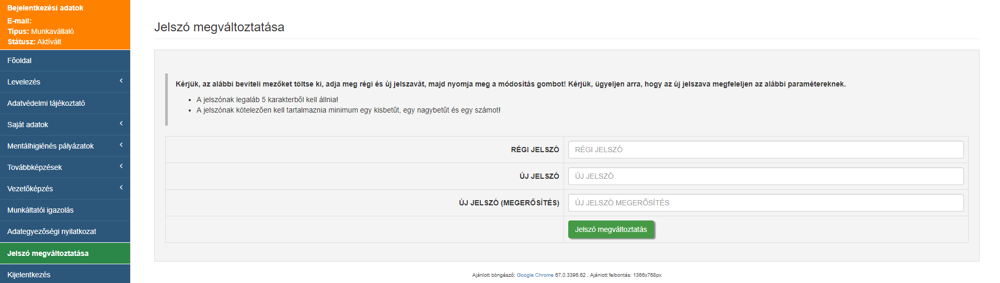 Bejelentkezési adatok
E-mail:
Típus: Munkavállaló
Státusz: Aktívált
Főoldal
Levelezés
Adatvédelmi tájékoztató
Saját adatok
Mentálhigiénés pályázatok
Továbbképzések
Vezetőképzés
Munkáltatói igazolás
Adategyezőségi nyilatkozat
Jelszó megváltoztatása
Kijelentkezés
Jelszó megváltoztatása
Kérjük, az alábbi beviteli mezőket töltse ki, adja meg régi és új jelszavát, majd nyomja meg a módosítás gombot! Kérjük, ügyeljen arra, hogy az új jelszava megfeleljen az alábbi paramétereknek.
• A jelszónak legaláb 5 karakterből kell állnia!
• A jelszónak kötelezően kell tartalmaznia minimum egy kisbetűt, egy nagybetűt és egy számot!
RÉGI JELSZÓ RÉGI JELSZÓ
ÚJ JELSZÓ ÚJ JELSZÓ
ÚJ JELSZÓ (MEGERŐSÍTÉS) ÚJ JELSZÓ MEGERŐSÍTÉS
Jelszó megváltoztatás
Ajánlott böngésző: Google Chrome 67.0.3396.62 , Ajánlott felbontás: 1366x768px